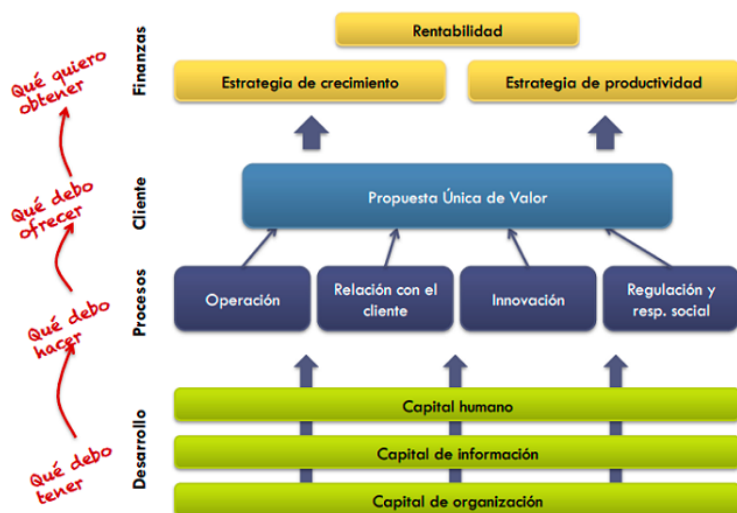 Qué quiero
obtener
Finanzas
Rentabilidad
Estrategia de crecimiento
Estrategia de productividad
Qué debo
ofrecer
Cliente
Propuesta Única de Valor
Qué debo
hacer
Procesos
Operación
Relación con el
cliente
Innovación
Regulación y
resp. social
Qué debo
tener
Desarrollo
Capital humano
Capital de información
Capital de organización